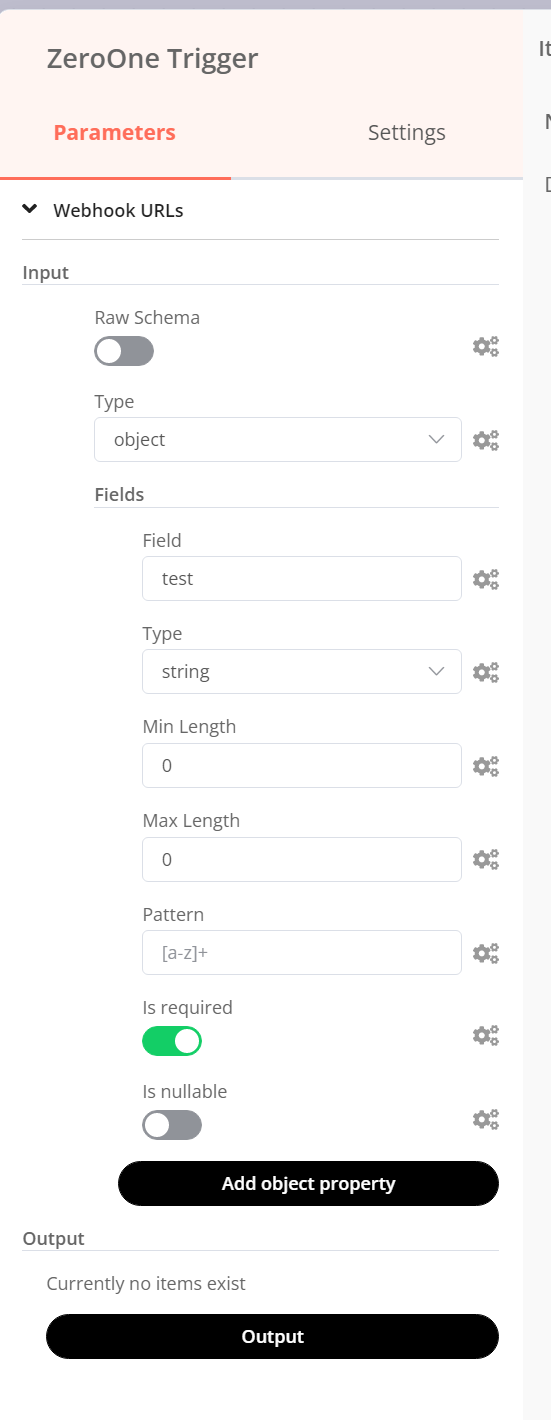 ZeroOne Trigger
Parameters
Settings
Webhook URLs
Input
Raw Schema
Type
object
Fields
Field
test
Type
string
Min Length
0
Max Length
0
Pattern
[a-z]+
Is required
Is nullable
Add object property
Output
Currently no items exist
Output